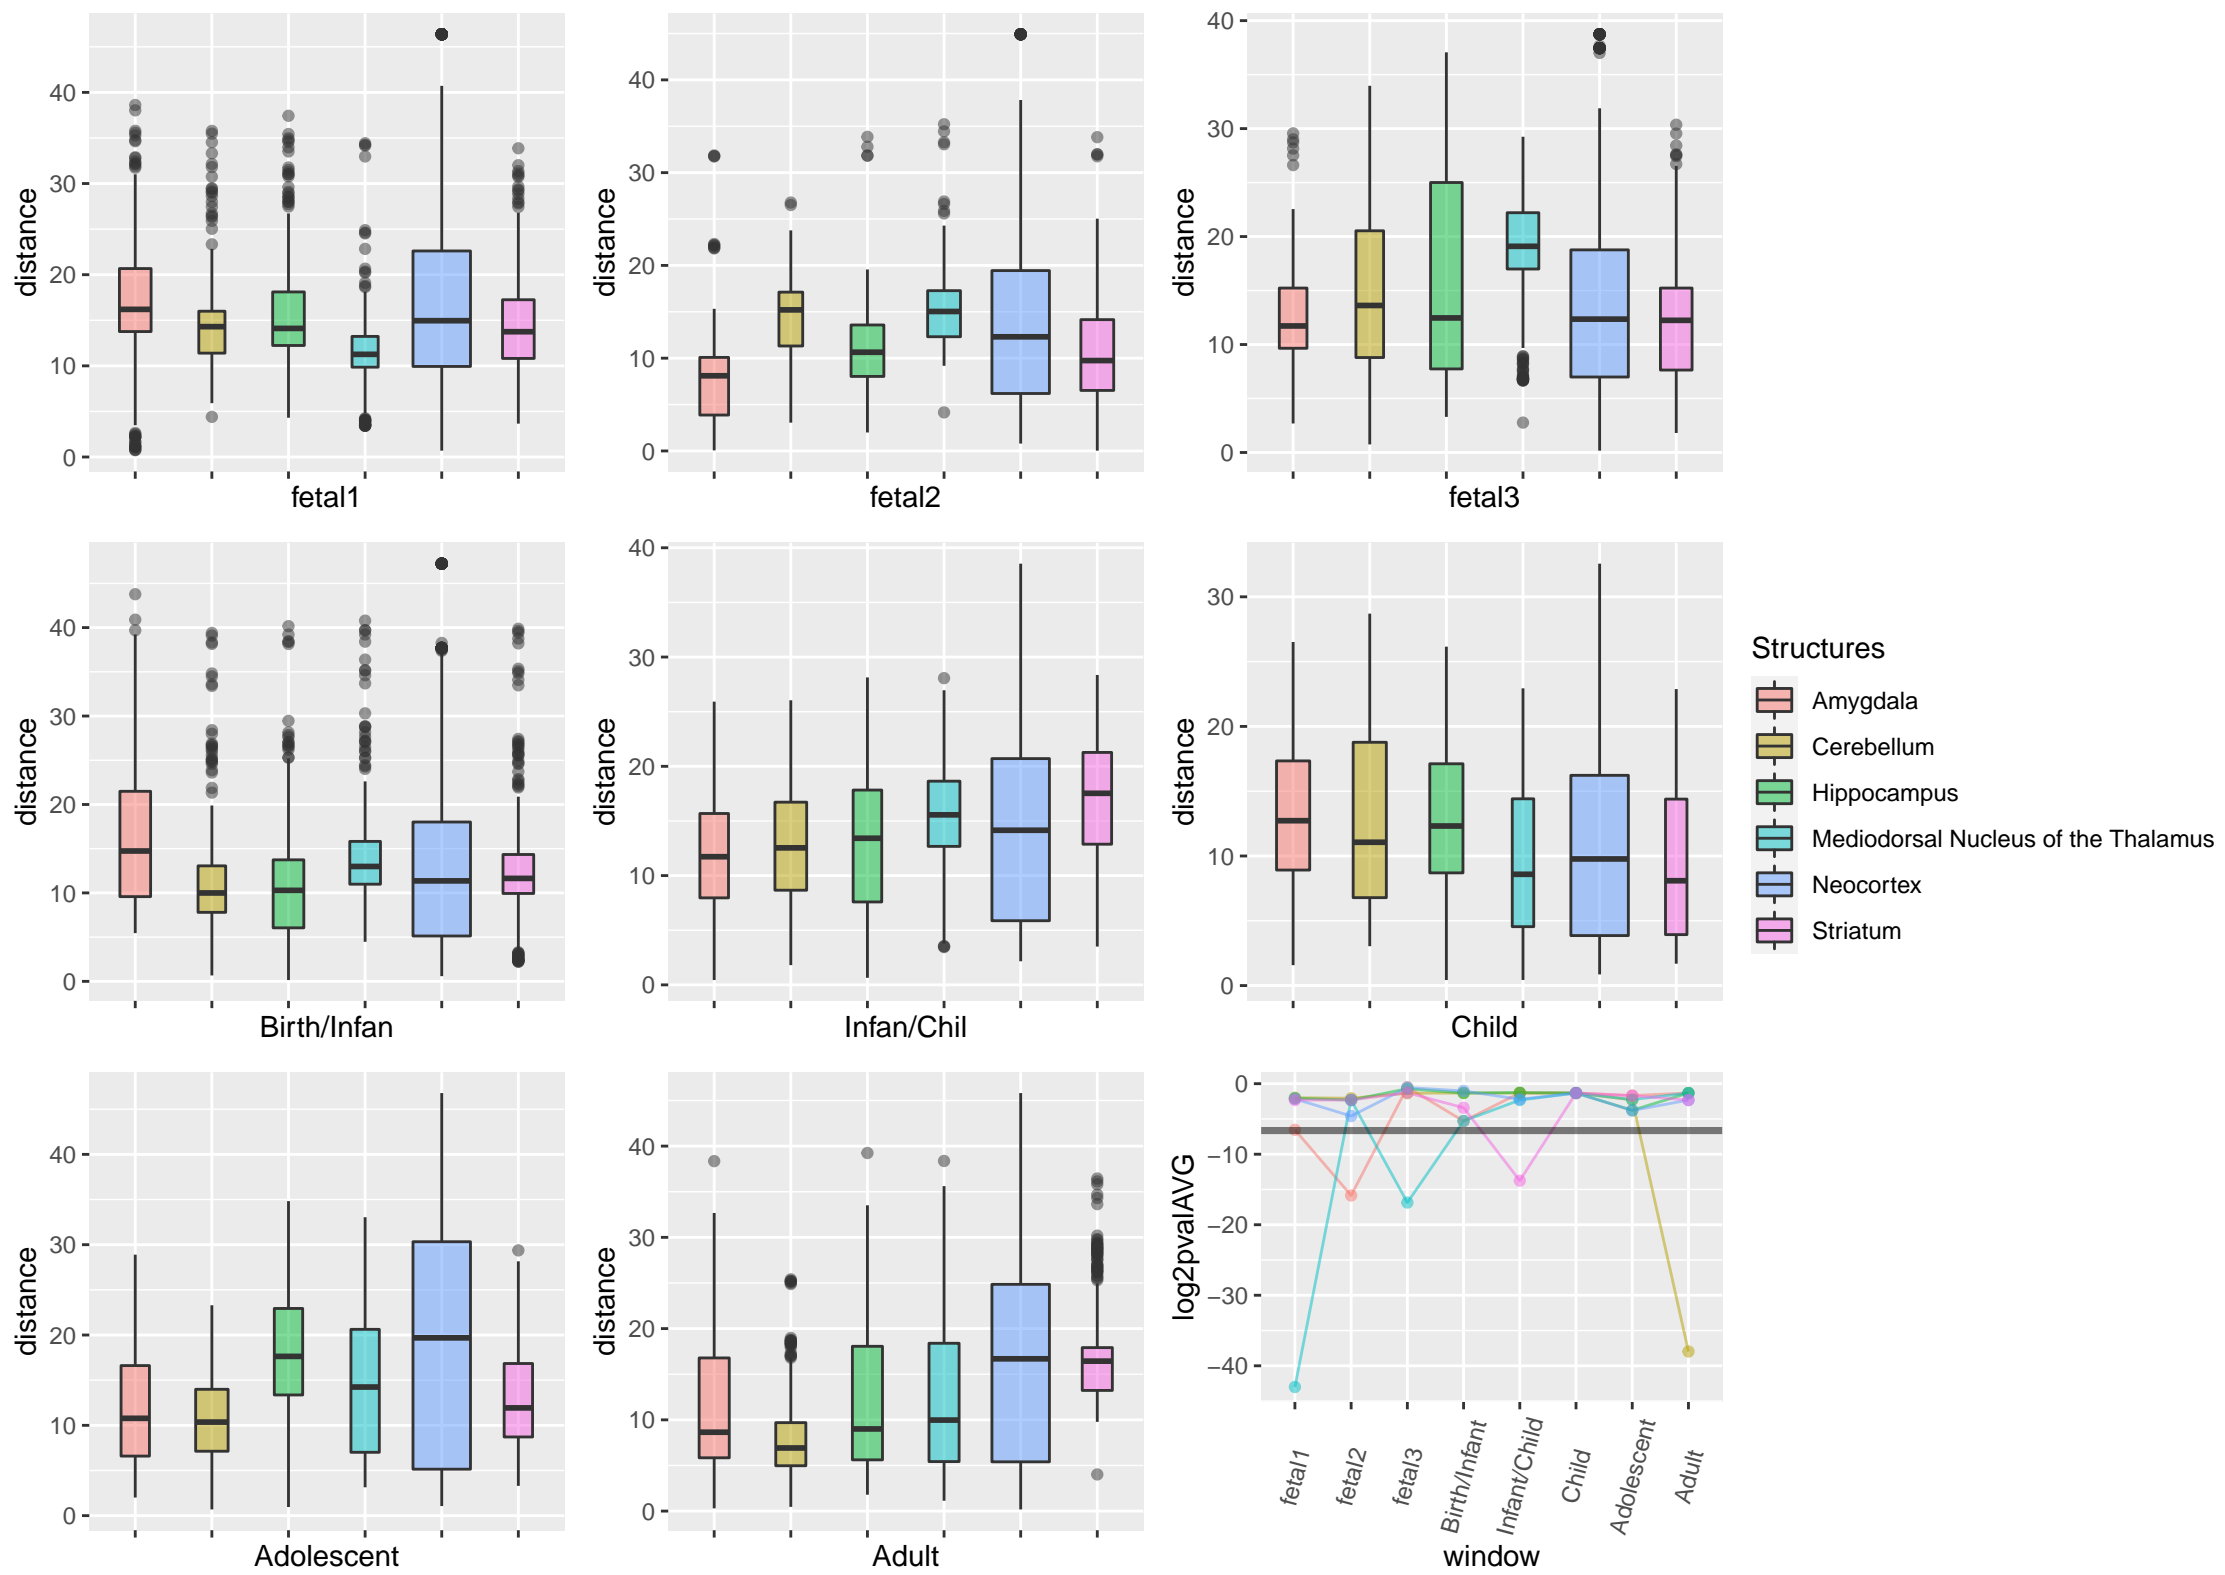 distance
40
30
20
10
0
fetal1
distance
40
30
20
10
0
fetal2
distance
40
30
20
10
0
fetal3
distance
40
30
20
10
0
Birth/Infan
distance
40
30
20
10
0
Infan/Chil
distance
30
20
10
0
Child
Structures
Amygdala
Cerebellum
Hippocampus
Mediodorsal Nucleus of the Thalamus
Neocortex
Striatum
distance
40
30
20
10
0
Adolescent
distance
40
30
20
10
0
Adult
log2pvalAVG
0
−10
−20
−30
−40
fetal1
fetal2
fetal3
Birth/Infant
Infant/Child
Child
Adolescent
Adult
window